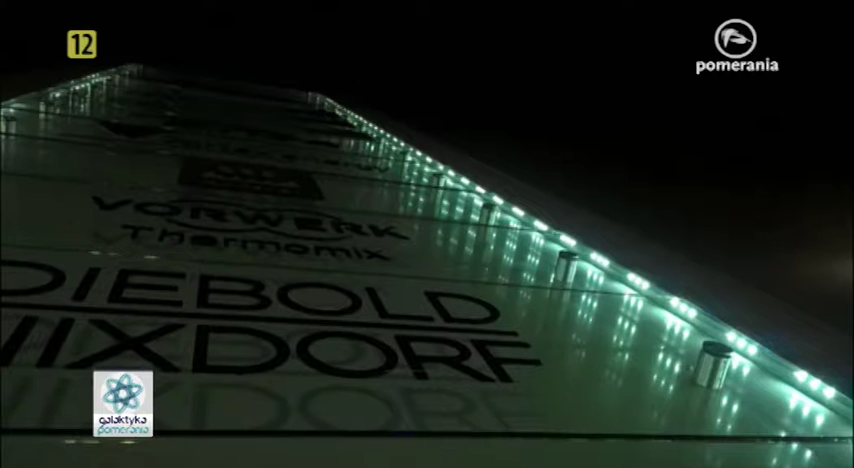 12
pomerania
VORWERK
Thermomix
DIEBOLD
NIXDORF
galaktyka
pomerania